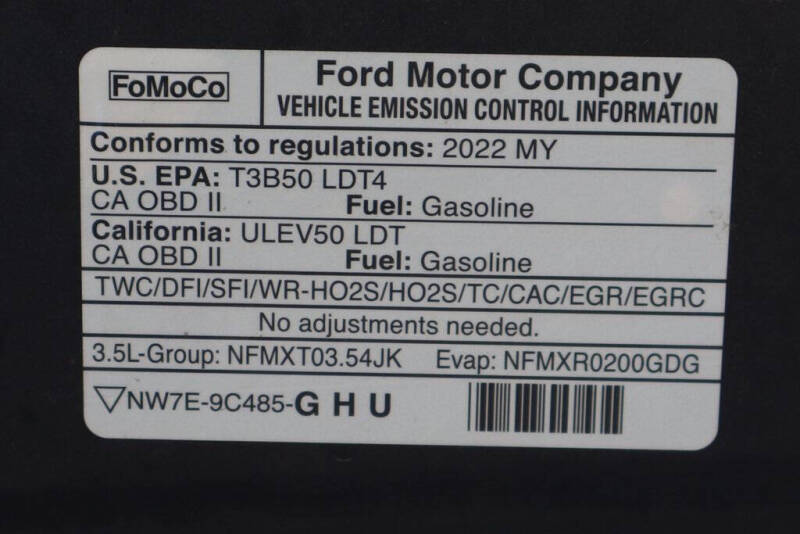 FoMoCo
Ford Motor Company
VEHICLE EMISSION CONTROL INFORMATION
Conforms to regulations: 2022 MY
U.S. EPA: T3B50 LDT4
CA OBD II Fuel: Gasoline
California: ULEV50 LDT
CA OBD II Fuel: Gasoline
TWC/DFI/SFI/WR-HO2S/HO2S/TC/CAC/EGR/EGRC
No adjustments needed.
3.5L-Group: NFMXT03.54JK Evap: NFMXR0200GDG
▽NW7E-9C485-G H U